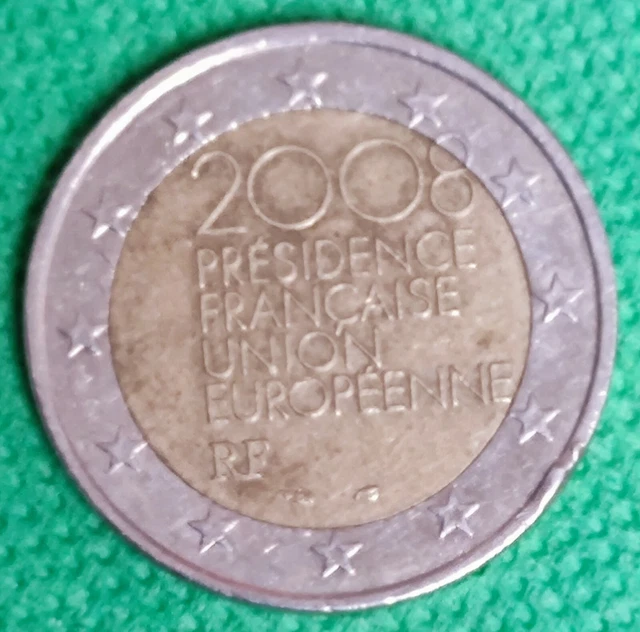 2008
PRÉSIDENCE
FRANÇAISE
UNION
EUROPÉENNE
RF